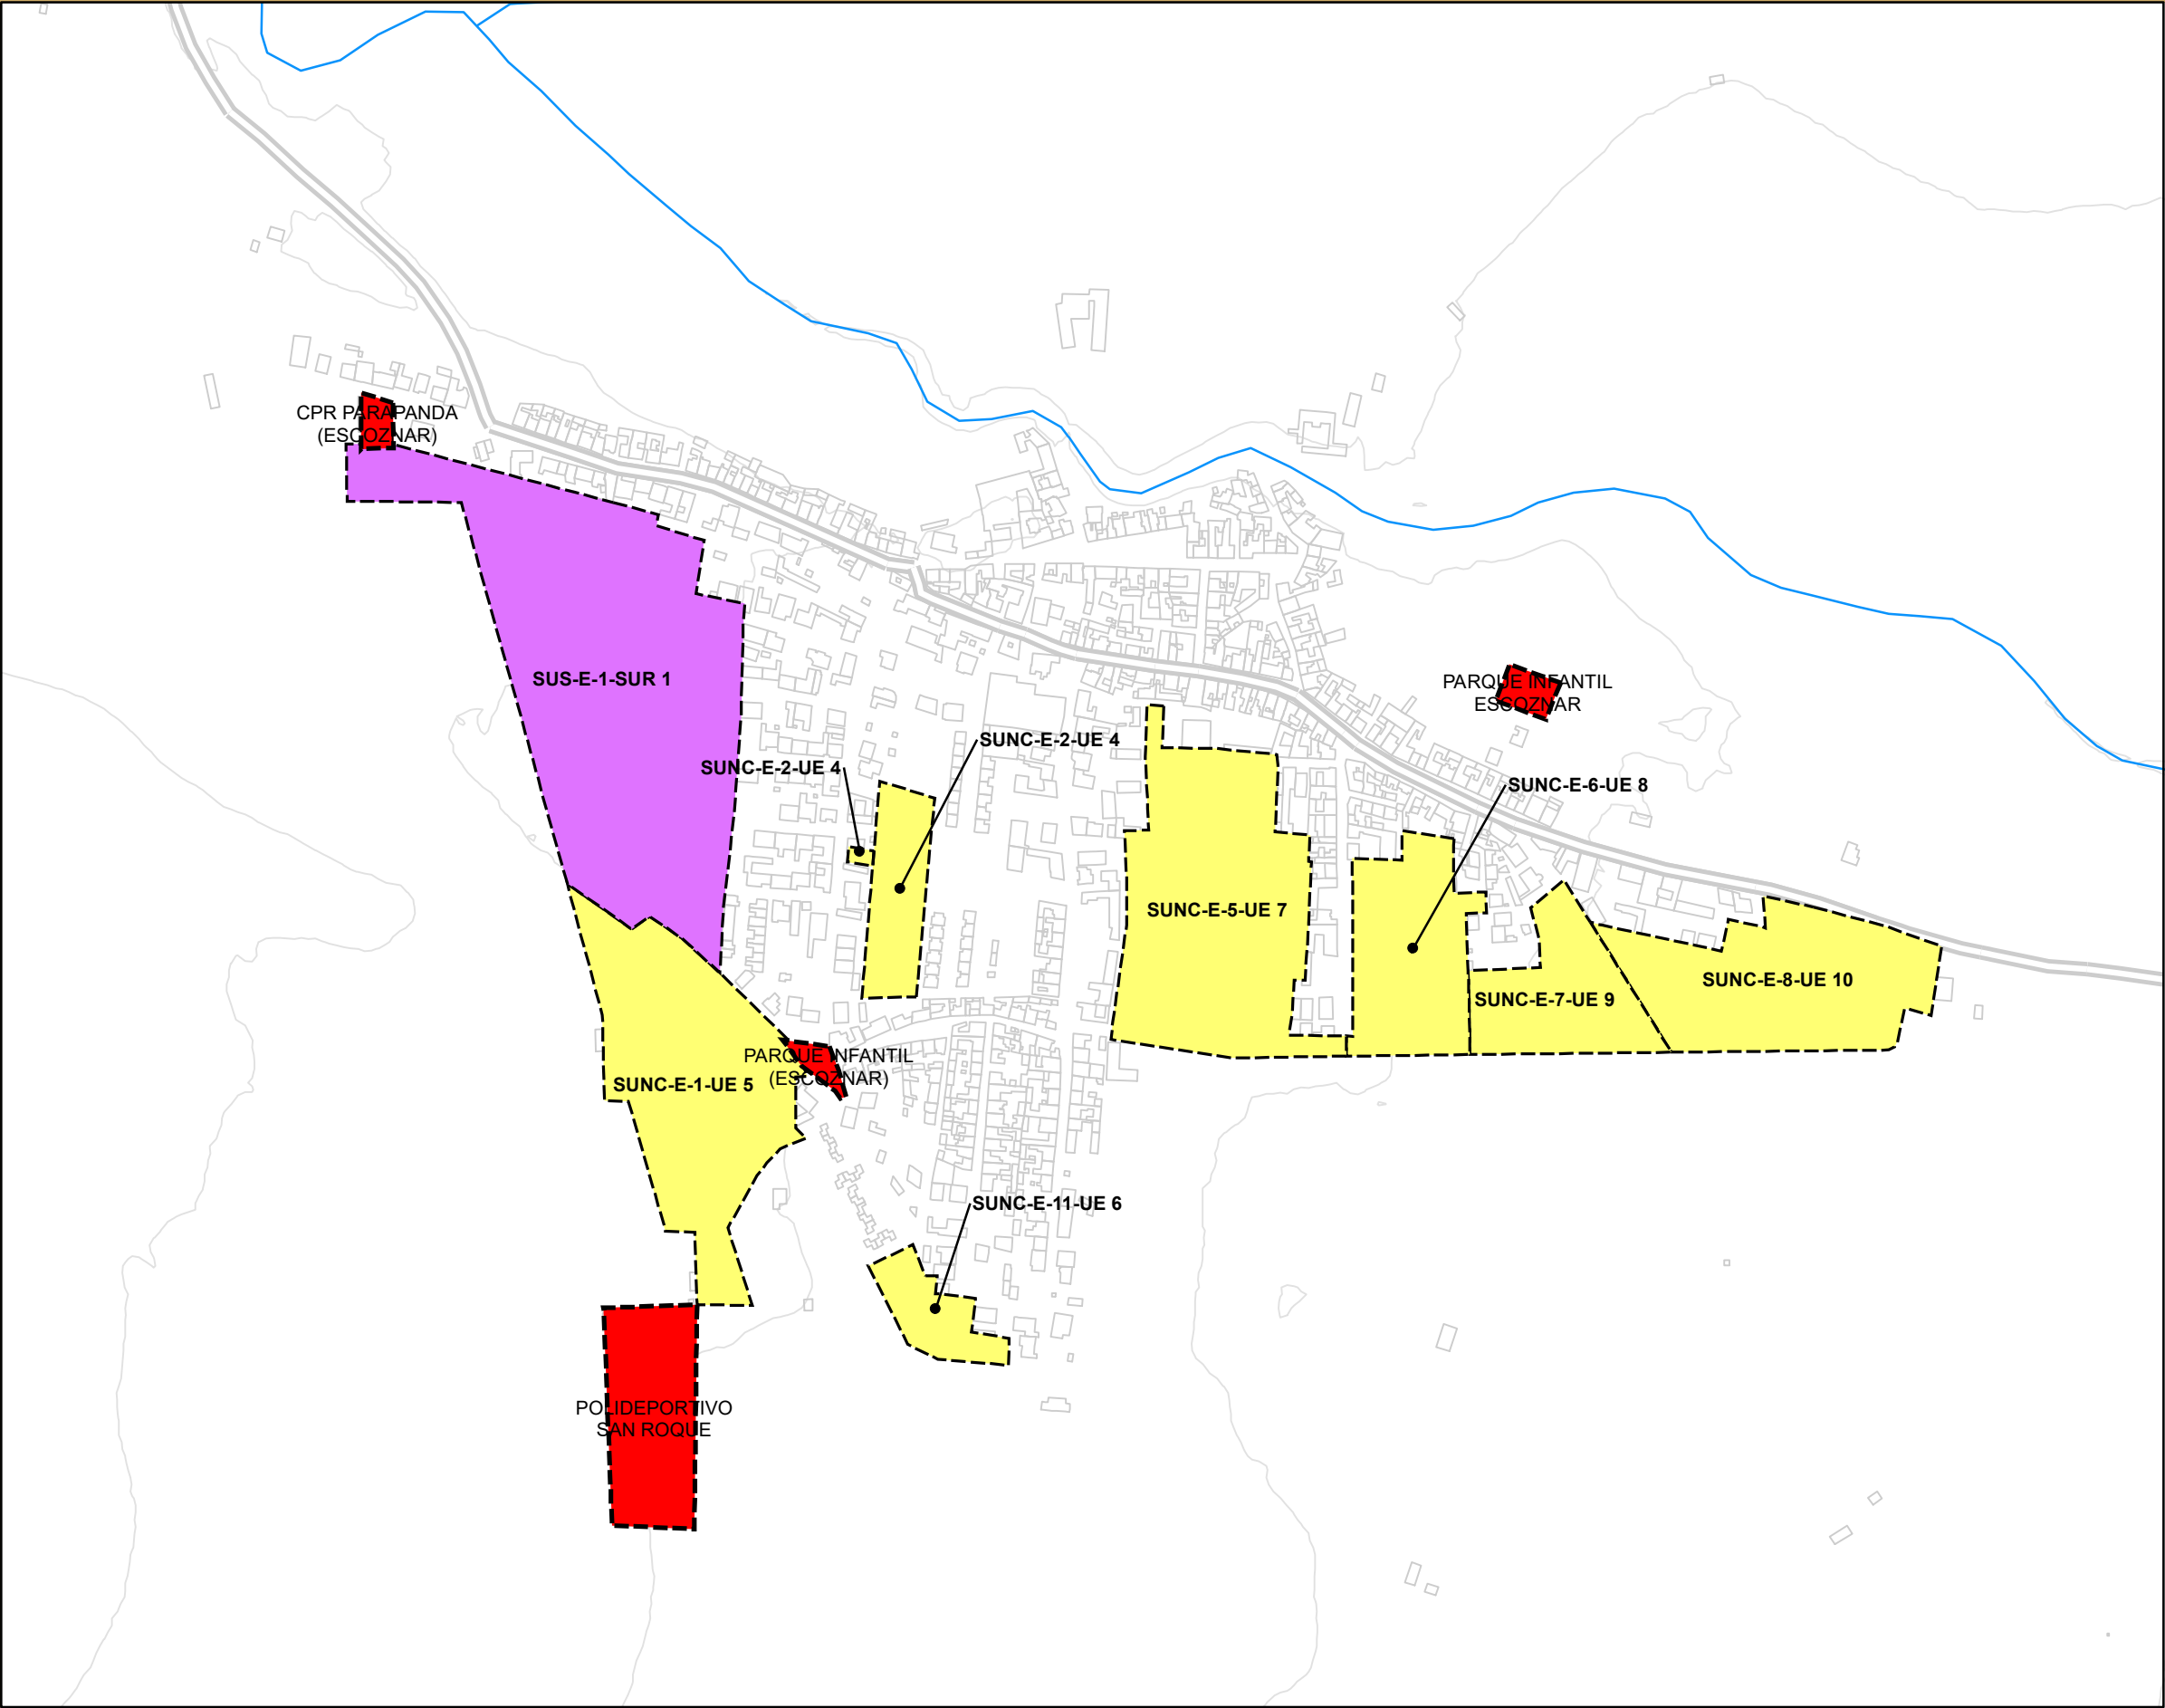 CPR PARAPANDA
(ESCOZNAR)
SUS-E-1-SUR 1
PARQUE INFANTIL
ESCOZNAR
SUNC-E-2-UE 4
SUNC-E-2-UE 4
SUNC-E-6-UE 8
SUNC-E-5-UE 7
SUNC-E-8-UE 10
SUNC-E-7-UE 9
PARQUE INFANTIL
(ESCOZNAR)
SUNC-E-1-UE 5
SUNC-E-11-UE 6
POLIDEPORTIVO
SAN ROQUE